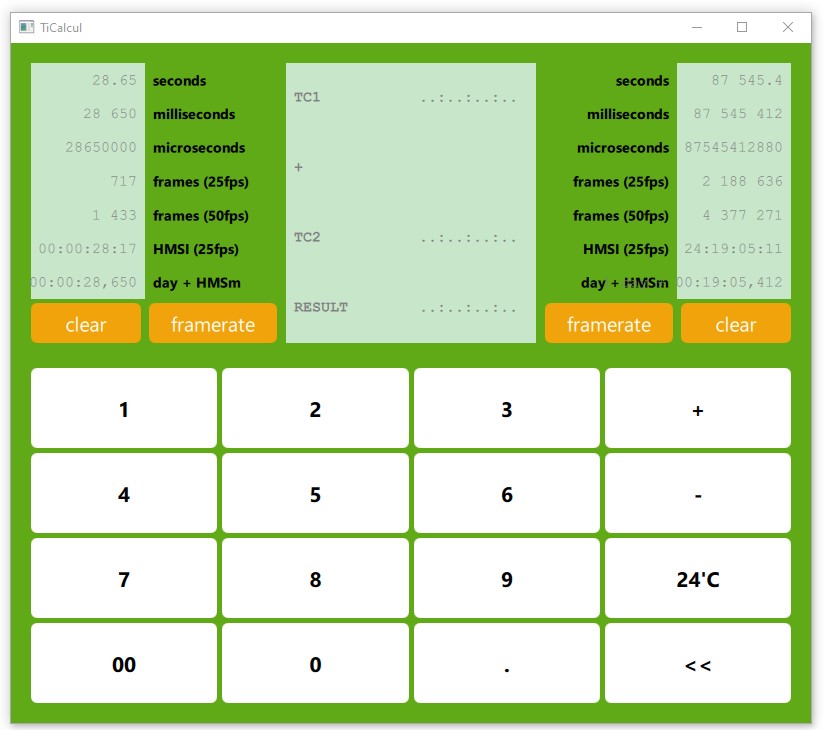 TiCalcul
28.65 seconds
28 650 milliseconds
28650000 microseconds
717 frames (25fps)
1 433 frames (50fps)
00:00:28:17 HMSI (25fps)
00:00:28,650 day + HMSm
clear framerate
TC1 ..:..:..:..
+
TC2 ..:..:..:..
RESULT ..:..:..:..
seconds 87 545.4
milliseconds 87 545 412
microseconds 87545412880
frames (25fps) 2 188 636
frames (50fps) 4 377 271
HMSI (25fps) 24:19:05:11
day + HMSm 00:19:05,412
framerate clear
1 2 3 +
4 5 6 -
7 8 9 24'C
00 0 . <<